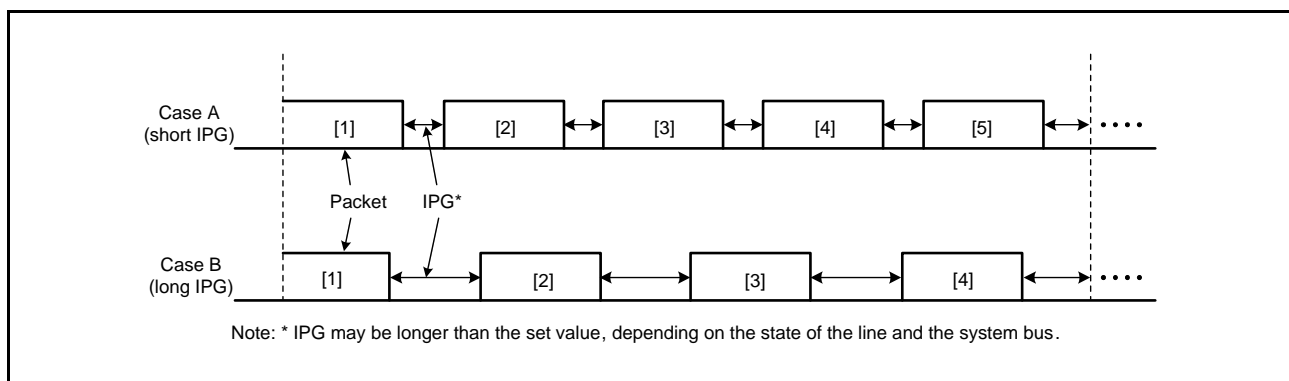 Case A
(short IPG)
[1]
[2]
[3]
[4]
[5]
Packet
IPG*
Case B
(long IPG)
[1]
[2]
[3]
[4]
Note: * IPG may be longer than the set value, depending on the state of the line and the system bus.